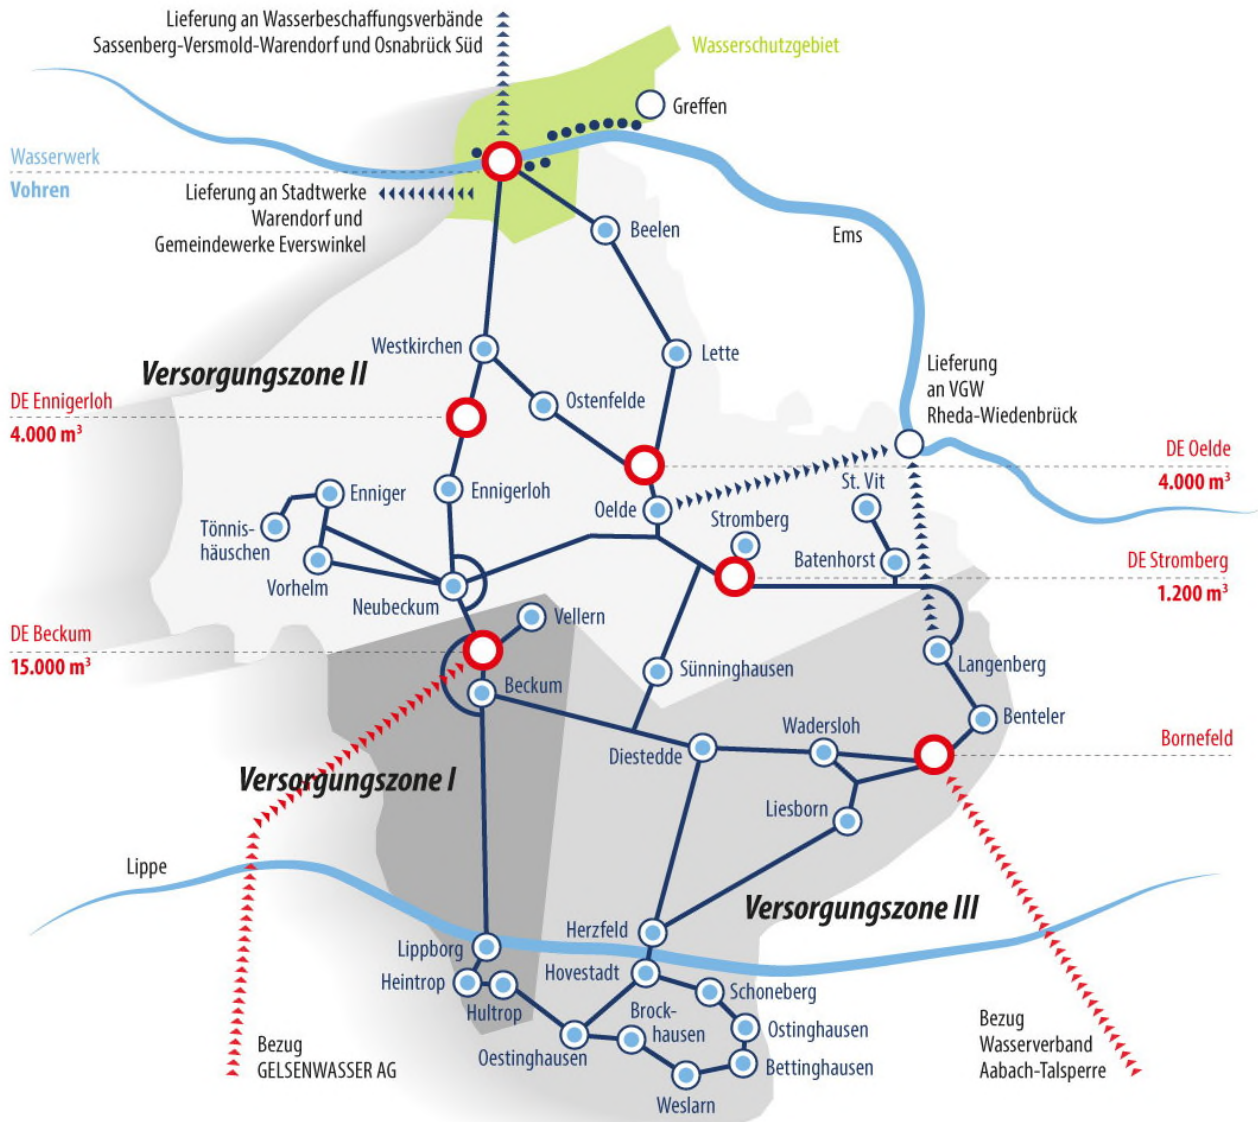 Lieferung an Wasserbeschaffungsverbände
Sassenberg-Versmold-Warendorf und Osnabrück Süd
Wasserschutzgebiet
Greffen
Wasserwerk
Vohren
Lieferung an Stadtwerke
Warendorf und
Gemeindewerke Everswinkel
Beelen
Ems
Westkirchen
Lette
Versorgungszone II
Lieferung
an VGW
Rheda-Wiedenbrück
DE Ennigerloh
4.000 m³
Ostenfelde
DE Oelde
4.000 m³
Enniger
Ennigerloh
Oelde
St. Vit
Stromberg
Tönnis-
häuschen
Vorhelm
Neubeckum
Batenhorst
DE Stromberg
1.200 m³
Vellern
DE Beckum
15.000 m³
Beckum
Sünninghausen
Langenberg
Benteler
Wadersloh
Diestedde
Bornefeld
Versorgungszone I
Liesborn
Lippe
Versorgungszone III
Herzfeld
Lippborg
Heintrop
Hultrop
Hovestadt
Schoneberg
Brock-
hausen
Ostinghausen
Oestinghausen
Bettinghausen
Weslarn
Bezug
GELSENWASSER AG
Bezug
Wasserverband
Aabach-Talsperre